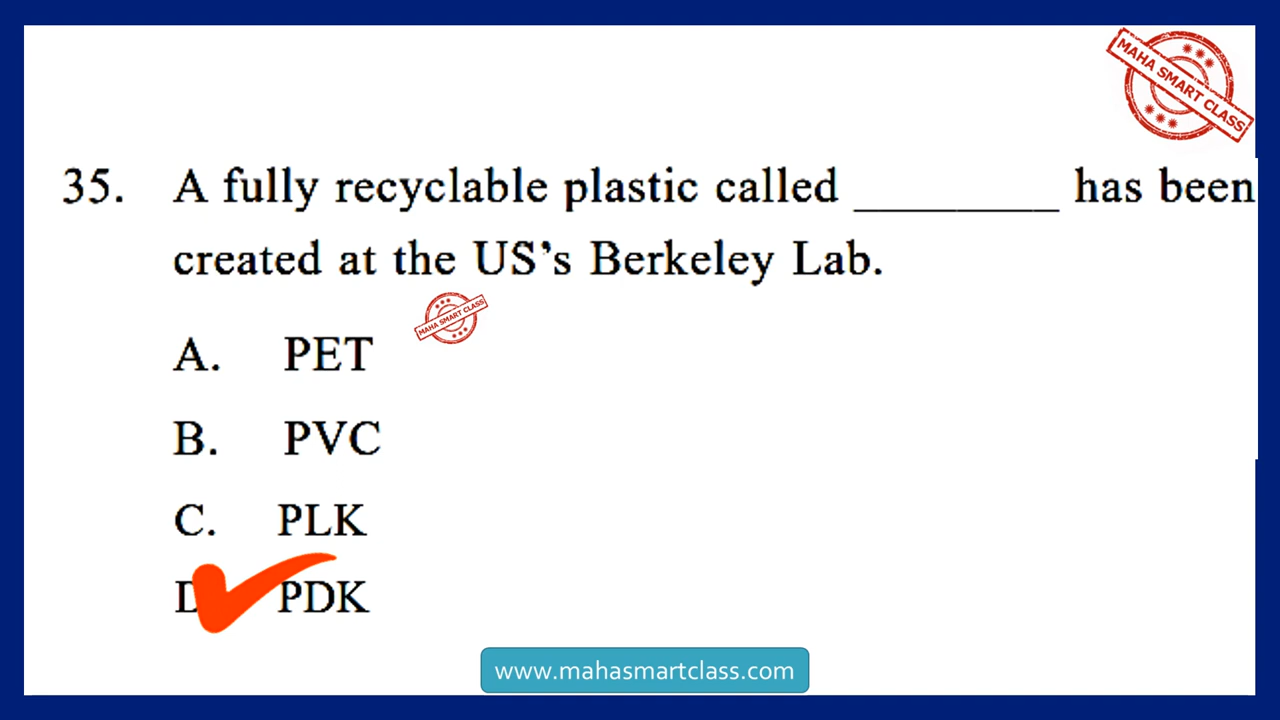 MAHA SMART CLASS
35. A fully recyclable plastic called ________ has been
created at the US's Berkeley Lab.
MAHA SMART CLASS
A. PET
B. PVC
C. PLK
D PDK
www.mahasmartclass.com